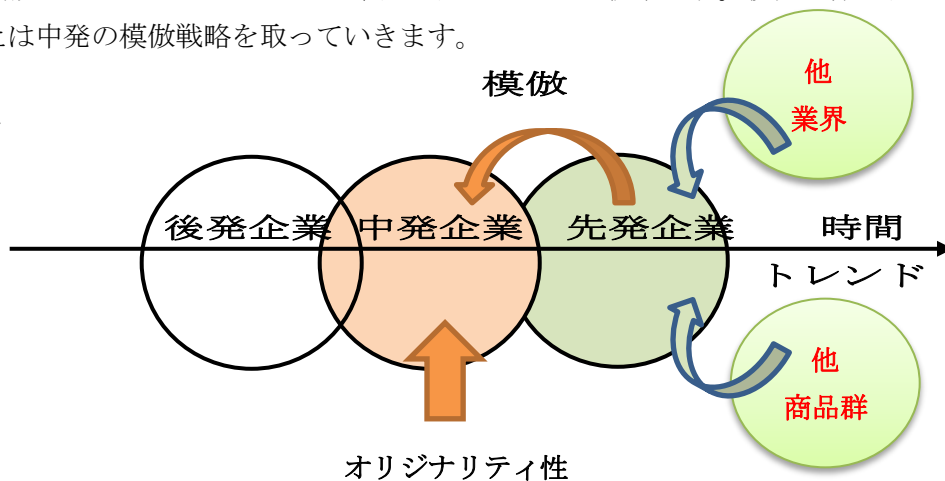 は中発の模倣戦略を取っていきます。
模倣
他
業界
後発企業
中発企業
先発企業
時間
トレンド
他
商品群
オリジナリティ性